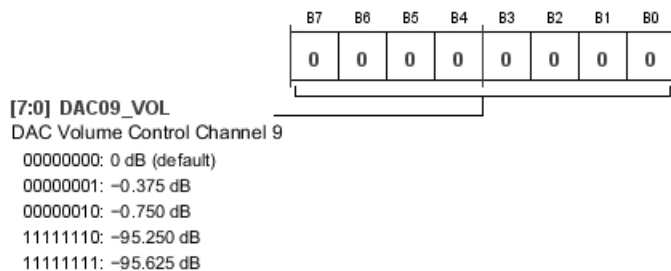 B7 B6 B5 B4 B3 B2 B1 B0
0 0 0 0 0 0 0 0
[7:0] DAC09_VOL
DAC Volume Control Channel 9
00000000: 0 dB (default)
00000001: −0.375 dB
00000010: −0.750 dB
11111110: −95.250 dB
11111111: −95.625 dB